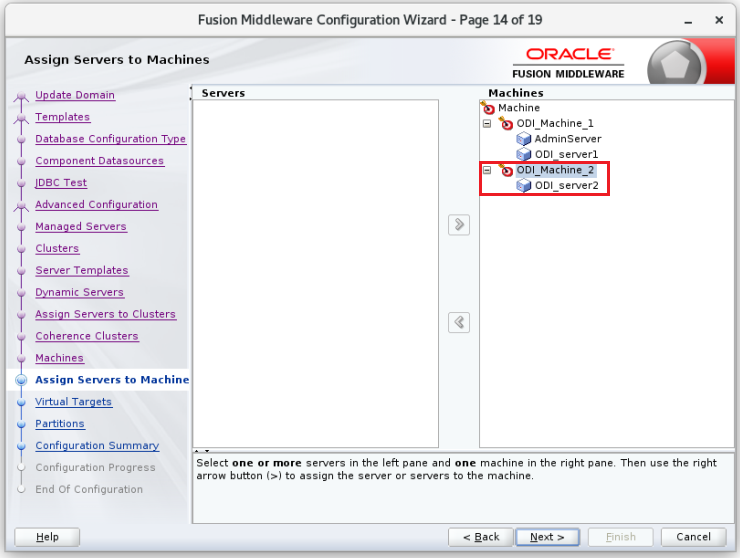 Fusion Middleware Configuration Wizard - Page 14 of 19
Assign Servers to Machines
ORACLE
FUSION MIDDLEWARE
Update Domain
Templates
Database Configuration Type
Component Datasources
JDBC Test
Advanced Configuration
Managed Servers
Clusters
Server Templates
Dynamic Servers
Assign Servers to Clusters
Coherence Clusters
Machines
Assign Servers to Machine
Virtual Targets
Partitions
Configuration Summary
Configuration Progress
End Of Configuration
Servers
Machines
Machine
ODI_Machine_1
AdminServer
ODI_server1
ODI_Machine_2
ODI_server2
Select one or more servers in the left pane and one machine in the right pane. Then use the right
arrow button (>) to assign the server or servers to the machine.
Help
< Back
Next >
Finish
Cancel